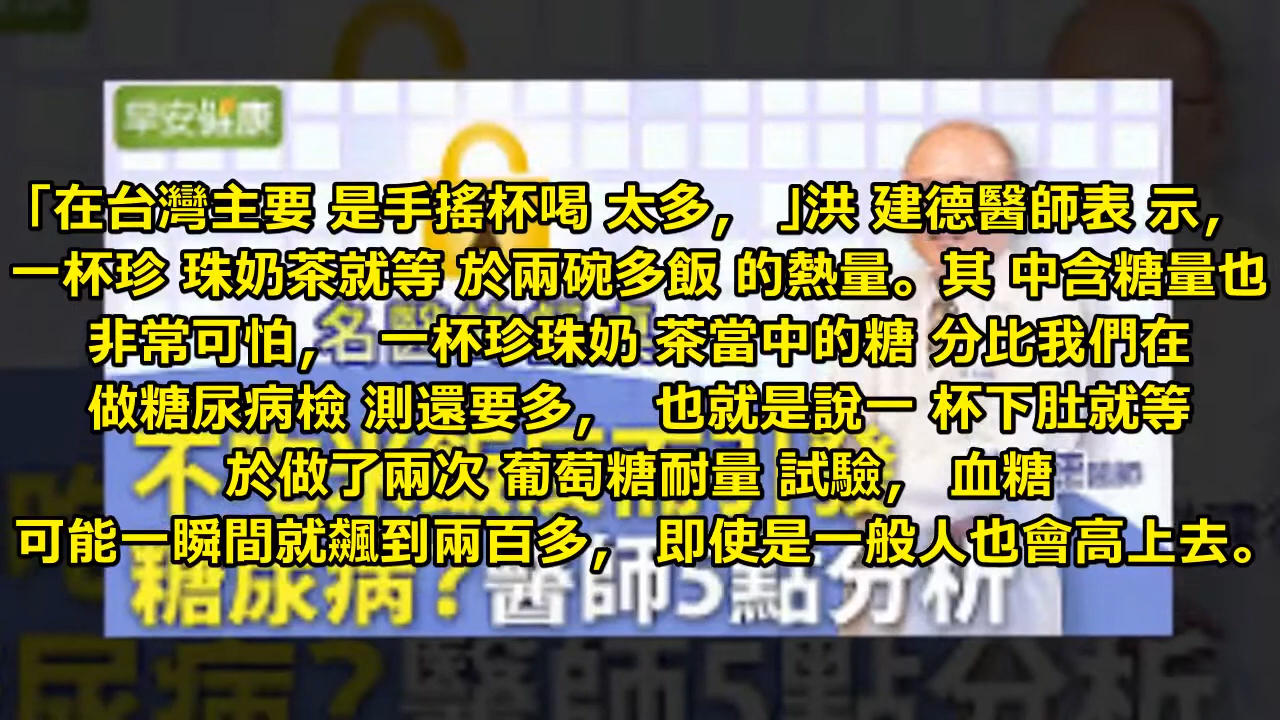 早安健康
「在台灣主要 是手搖杯喝 太多，」洪 建德醫師表 示，
一杯珍 珠奶茶就等 於兩碗多飯 的熱量。其 中含糖量也
非常可怕， 一杯珍珠奶 茶當中的糖 分比我們在
做糖尿病檢 測還要多， 也就是說一 杯下肚就等
於做了兩次 葡萄糖耐量 試驗， 血糖
可能一瞬間就飆到兩百多， 即使是一般人也會高上去。
糖尿病？醫師5點分析
尿病？醫師5點分析